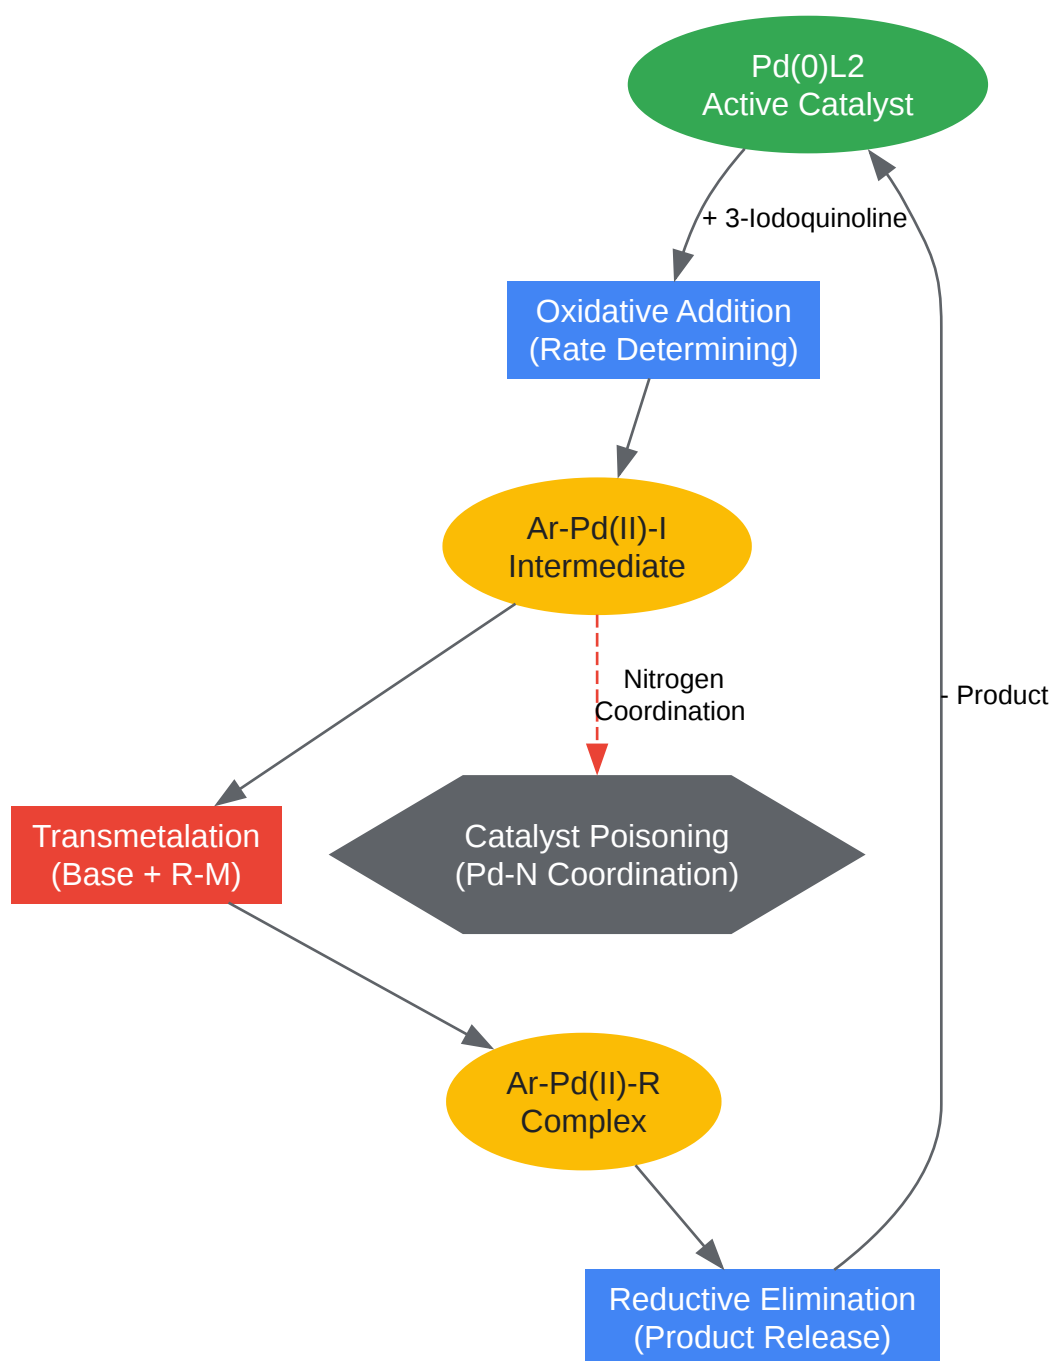 Pd(0)L2
Active Catalyst
+ 3-Iodoquinoline
Oxidative Addition
(Rate Determining)
Ar-Pd(II)-I
Intermediate
Nitrogen
Coordination
- Product
Transmetalation
(Base + R-M)
Catalyst Poisoning
(Pd-N Coordination)
Ar-Pd(II)-R
Complex
Reductive Elimination
(Product Release)